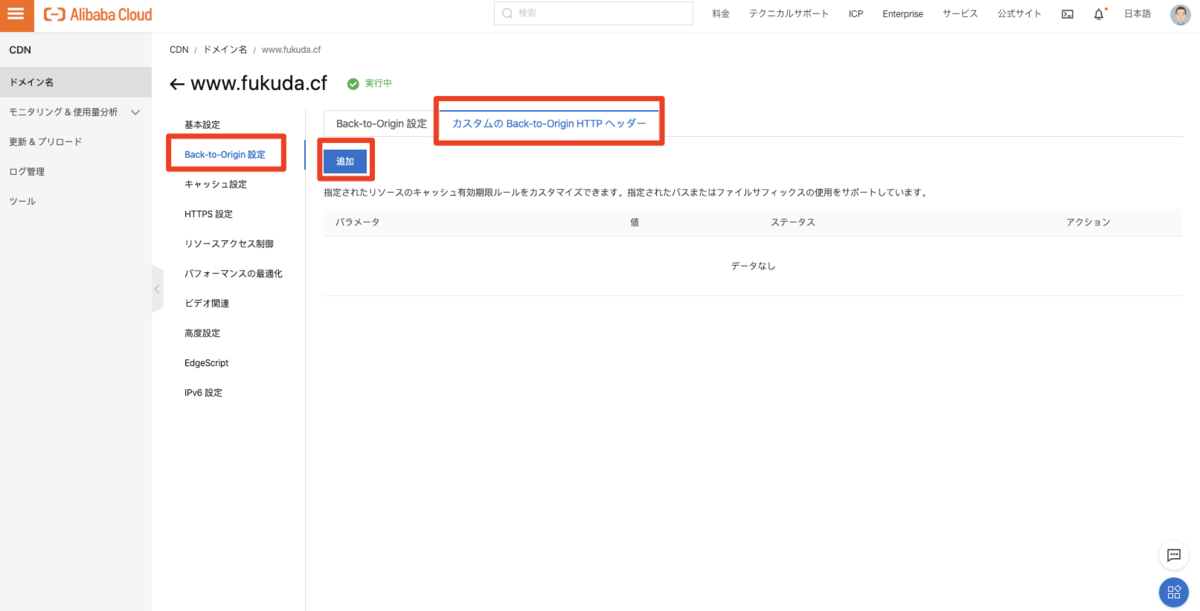 Alibaba Cloud
検索
料金
テクニカルサポート
ICP
Enterprise
サービス
公式サイト
日本語
CDN
ドメイン名
モニタリング & 使用量分析
更新 & プリロード
ログ管理
ツール
CDN / ドメイン名 / www.fukuda.cf
← www.fukuda.cf
実行中
基本設定
Back-to-Origin 設定
キャッシュ設定
HTTPS 設定
リソースアクセス制御
パフォーマンスの最適化
ビデオ関連
高度設定
EdgeScript
IPv6 設定
Back-to-Origin 設定
カスタムの Back-to-Origin HTTP ヘッダー
追加
指定されたリソースのキャッシュ有効期限ルールをカスタマイズできます。指定されたパスまたはファイルサフィックスの使用をサポートしています。
パラメータ
値
ステータス
アクション
データなし